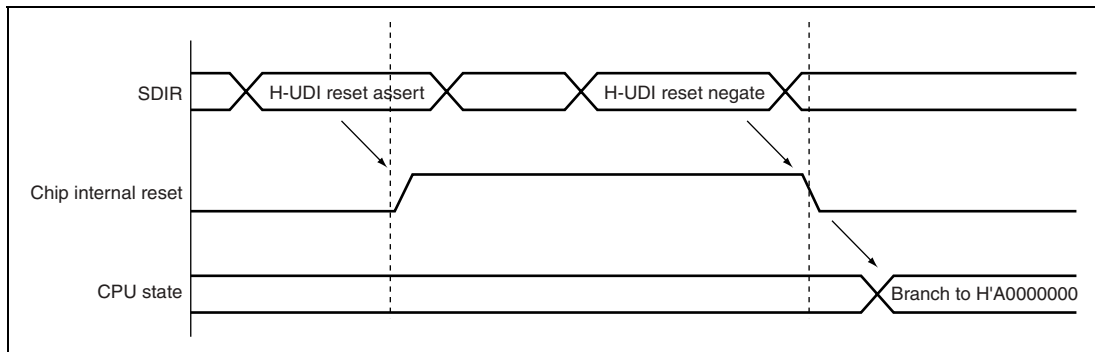 SDIR
H-UDI reset assert
H-UDI reset negate
Chip internal reset
CPU state
Branch to H'A0000000